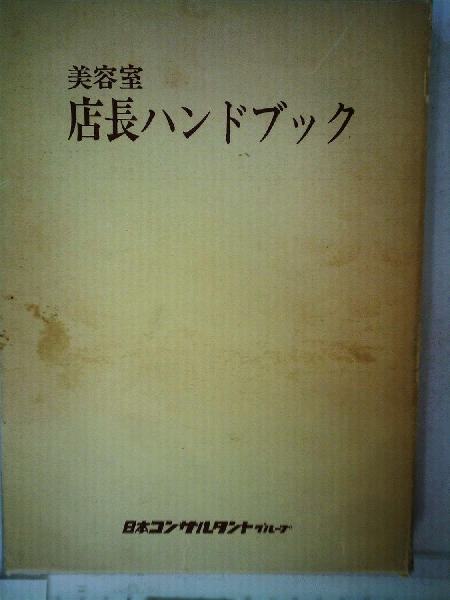 美容室
店長ハンドブック
日本コンサルタントグループ